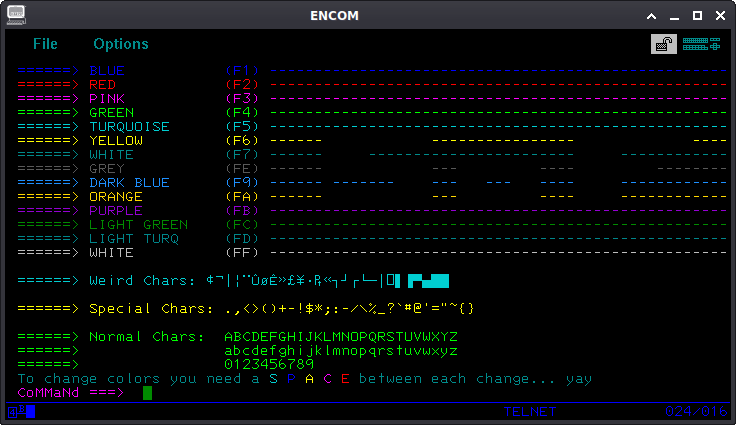 ENCOM
File Options
======> BLUE (F1) -----------------------------------------------------
======> RED (F2) -----------------------------------------------------
======> PINK (F3) -----------------------------------------------------
======> GREEN (F4) -----------------------------------------------------
======> TURQUOISE (F5) -----------------------------------------------------
======> YELLOW (F6) ------ ----------------- ----
======> WHITE (F7) ------ --------------------- -------------
======> GREY (FE) ------ --- --- ------
======> DARK BLUE (F9) ----- ------- --- --- ---- ------
======> ORANGE (FA) ------ --- --- ------
======> PURPLE (FB) -----------------------------------------------------
======> LIGHT GREEN (FC) -----------------------------------------------------
======> LIGHT TURQ (FD) -----------------------------------------------------
======> WHITE (FF) -----------------------------------------------------
======> Weird Chars: ¢¬|¦¨ÛøÊ»£¥·₧«┐┘┌└─│
======> Special Chars: .,<>()+-!$*;:-/\%_?`#@'="~{}
======> Normal Chars: ABCDEFGHIJKLMNOPQRSTUVWXYZ
======> abcdefghijklmnopqrstuvwxyz
======> 0123456789
To change colors you need a S P A C E between each change... yay
CoMMaNd ===>
TELNET 024/016